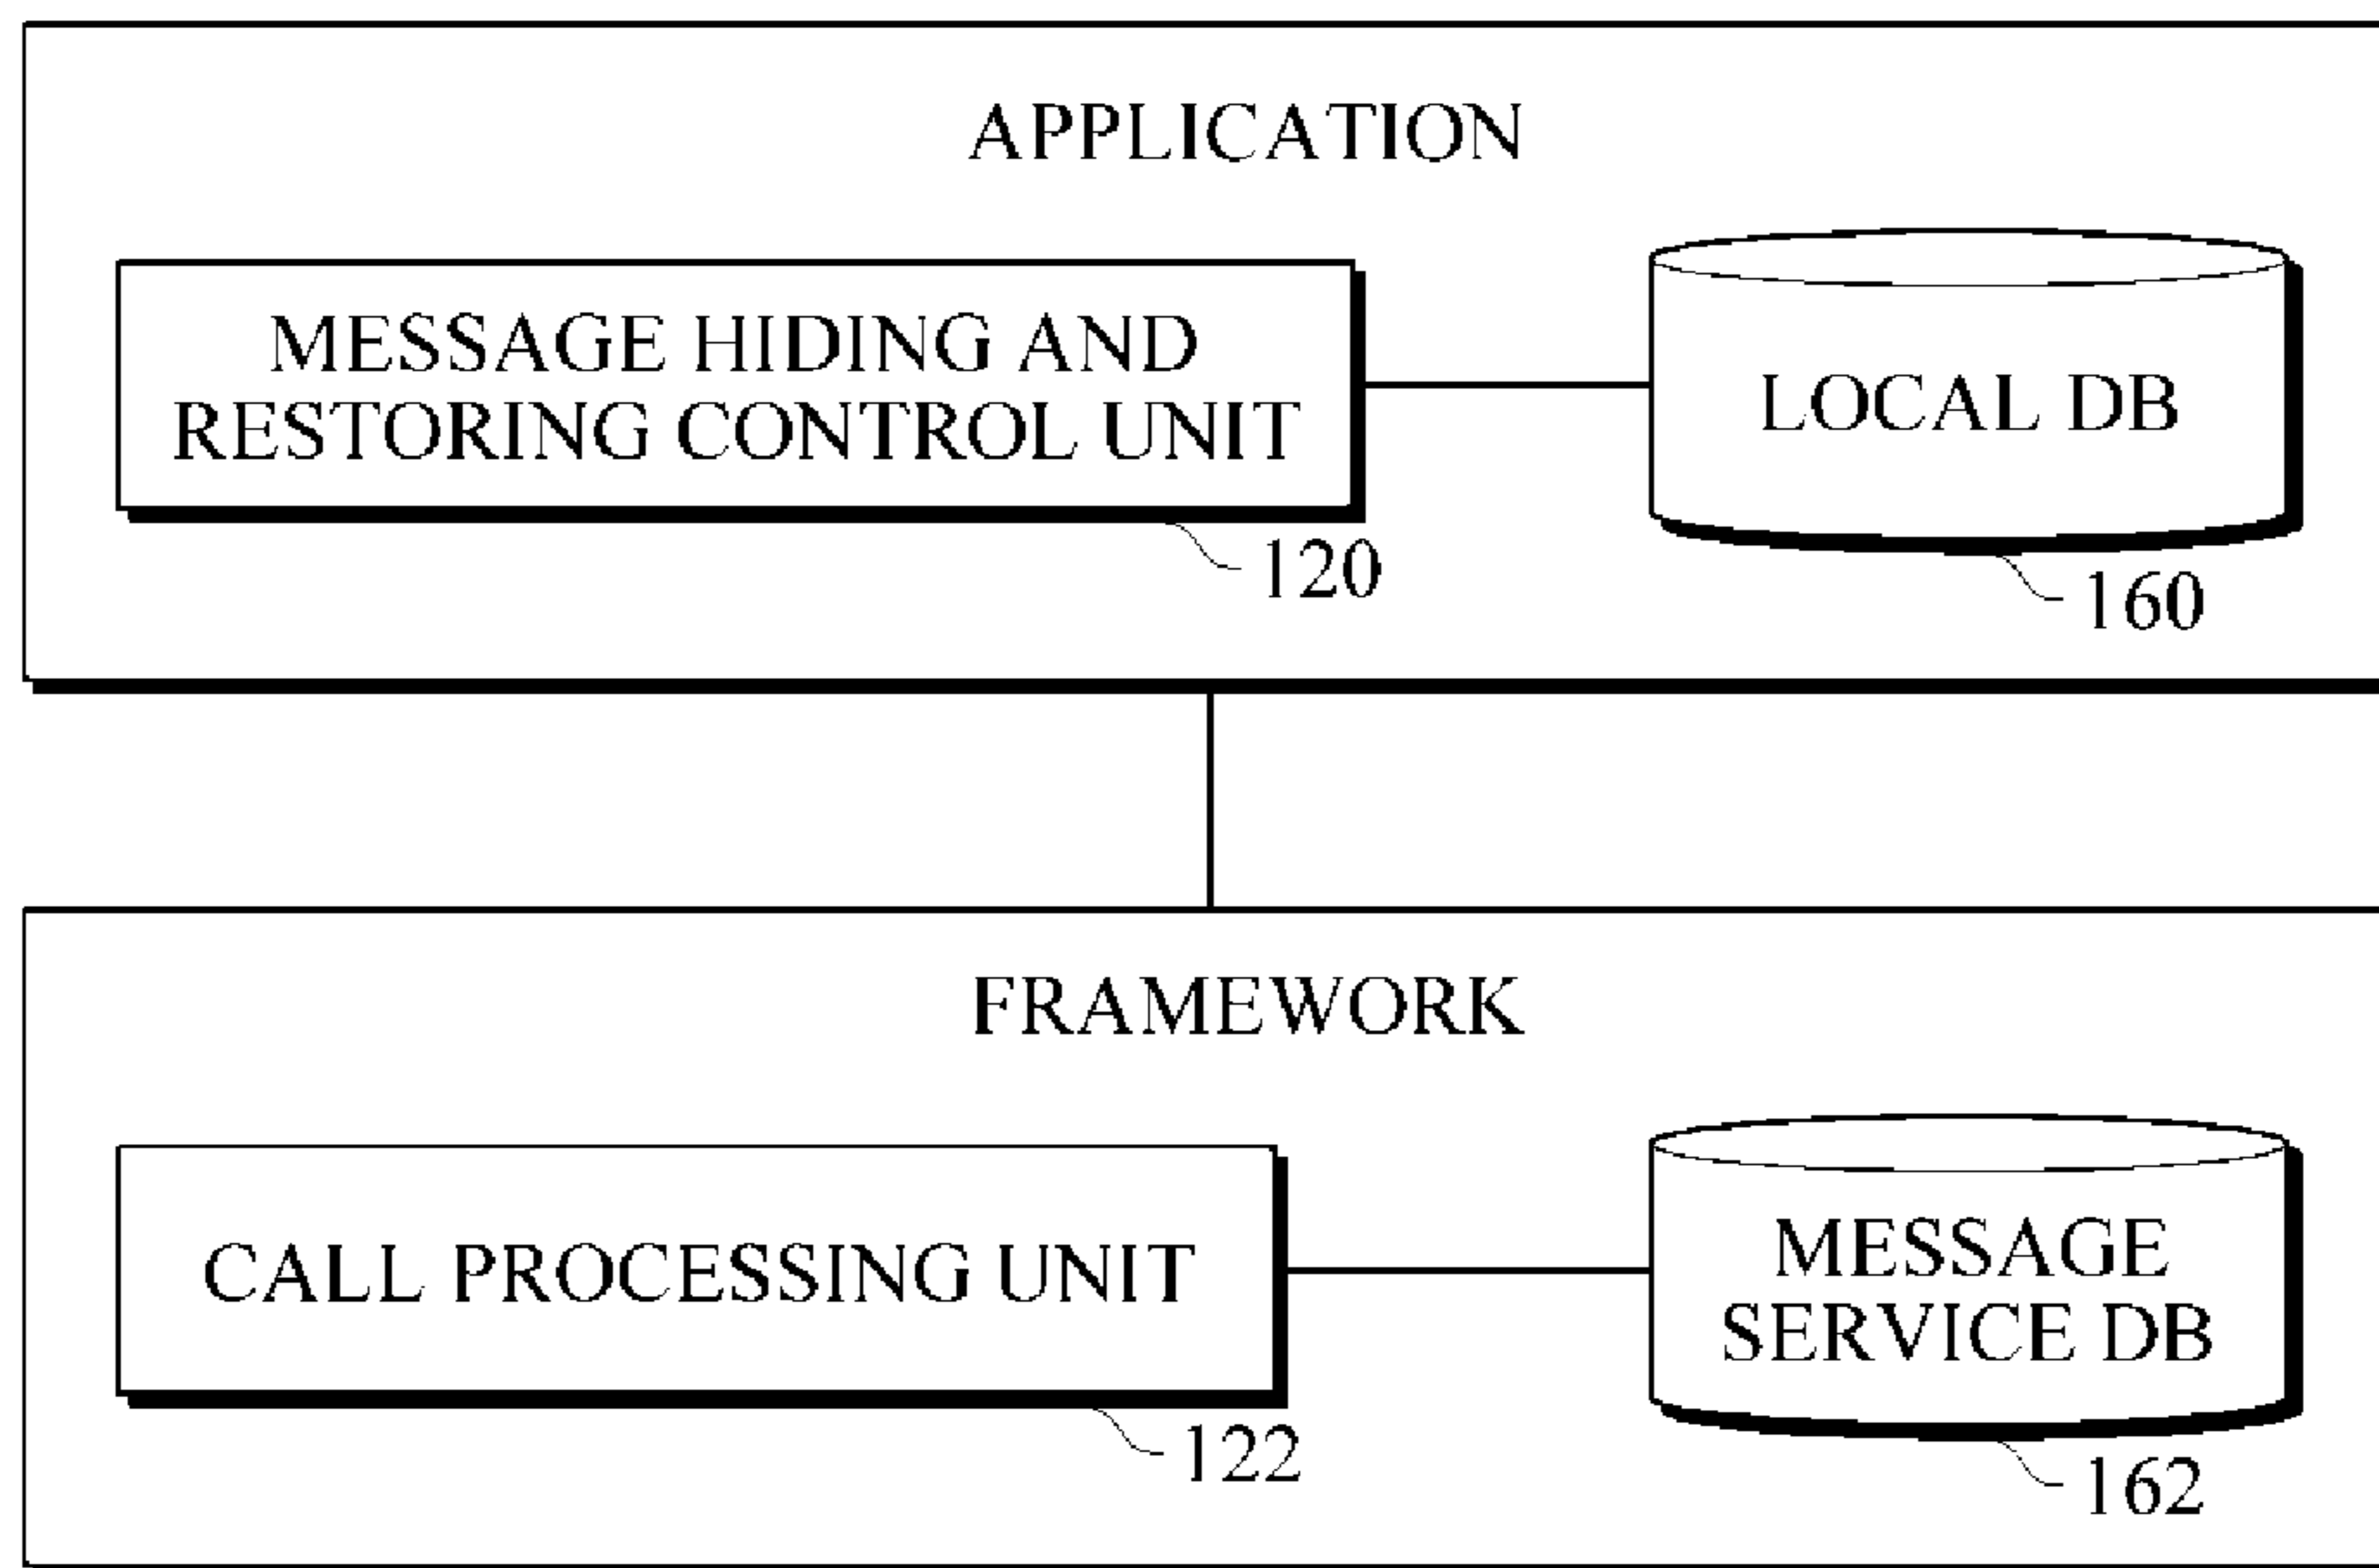 APPLICATION
MESSAGE HIDING AND
RESTORING CONTROL UNIT
LOCAL DB
120
160
FRAMEWORK
CALL PROCESSING UNIT
MESSAGE
SERVICE DB
122
162